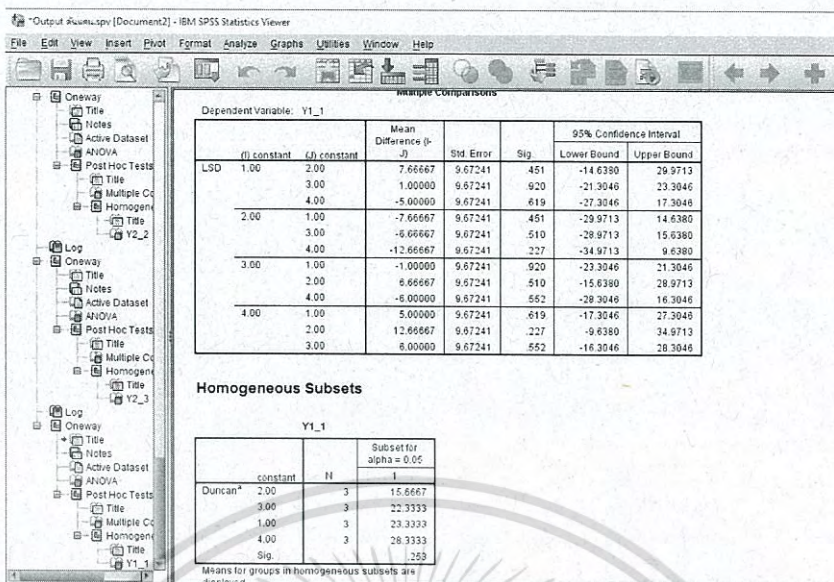 [Document2] - IBM SPSS Statistics Viewer
File Edit View Insert Pivot Format Analyze Graphs Utilities Window Help
Oneway
Title
Notes
Active Dataset
ANOVA
Post Hoc Tests
Title
Multiple Co
Homogene
Title
Y2_2
Log
Oneway
Title
Notes
Active Dataset
ANOVA
Post Hoc Tests
Title
Multiple Co
Homogene
Title
Y2_3
Log
Oneway
Title
Notes
Active Dataset
ANOVA
Post Hoc Tests
Title
Multiple Co
Homogene
Title
Y1_1
Multiple Comparisons
Dependent Variable: Y1_1
(I) constant (J) constant Mean Difference (I-J) Std. Error Sig. 95% Confidence Interval
Lower Bound Upper Bound
LSD 1.00 2.00 7.66667 9.67241 .451 -14.6380 29.9713
3.00 1.00000 9.67241 .920 -21.3046 23.3046
4.00 -5.00000 9.67241 .619 -27.3046 17.3046
2.00 1.00 -7.66667 9.67241 .451 -29.9713 14.6380
3.00 -6.66667 9.67241 .510 -28.9713 15.6380
4.00 -12.66667 9.67241 .227 -34.9713 9.6380
3.00 1.00 -1.00000 9.67241 .920 -23.3046 21.3046
2.00 6.66667 9.67241 .510 -15.6380 28.9713
4.00 -6.00000 9.67241 .552 -28.3046 16.3046
4.00 1.00 5.00000 9.67241 .619 -17.3046 27.3046
2.00 12.66667 9.67241 .227 -9.6380 34.9713
3.00 6.00000 9.67241 .552 -16.3046 28.3046
Homogeneous Subsets
Y1_1
constant N Subset for alpha = 0.05
1
Duncanª 2.00 3 15.6667
3.00 3 22.3333
1.00 3 23.3333
4.00 3 28.3333
Sig. .253
Means for groups in homogeneous subsets are
displayed.